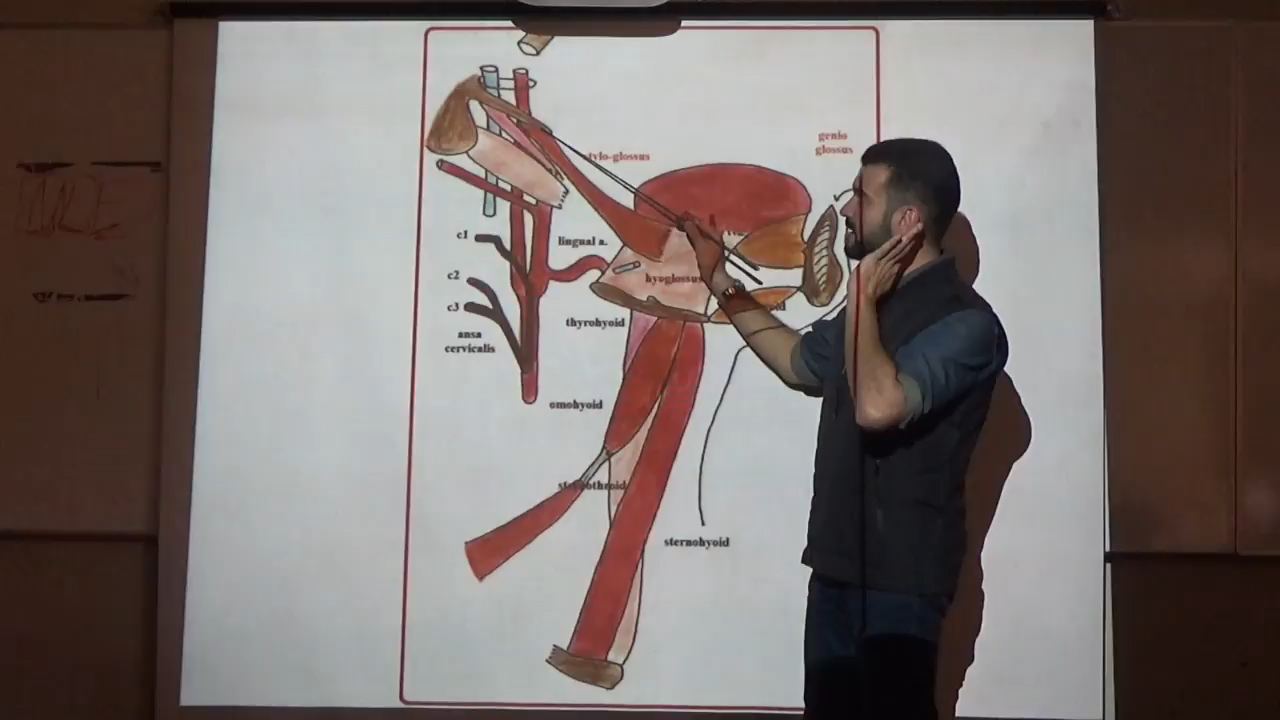 genio
glossus
stylo-glossus
c1
lingual a.
c2
hyoglossus
c3
thyrohyoid
ansa
cervicalis
omohyoid
sternohyoid